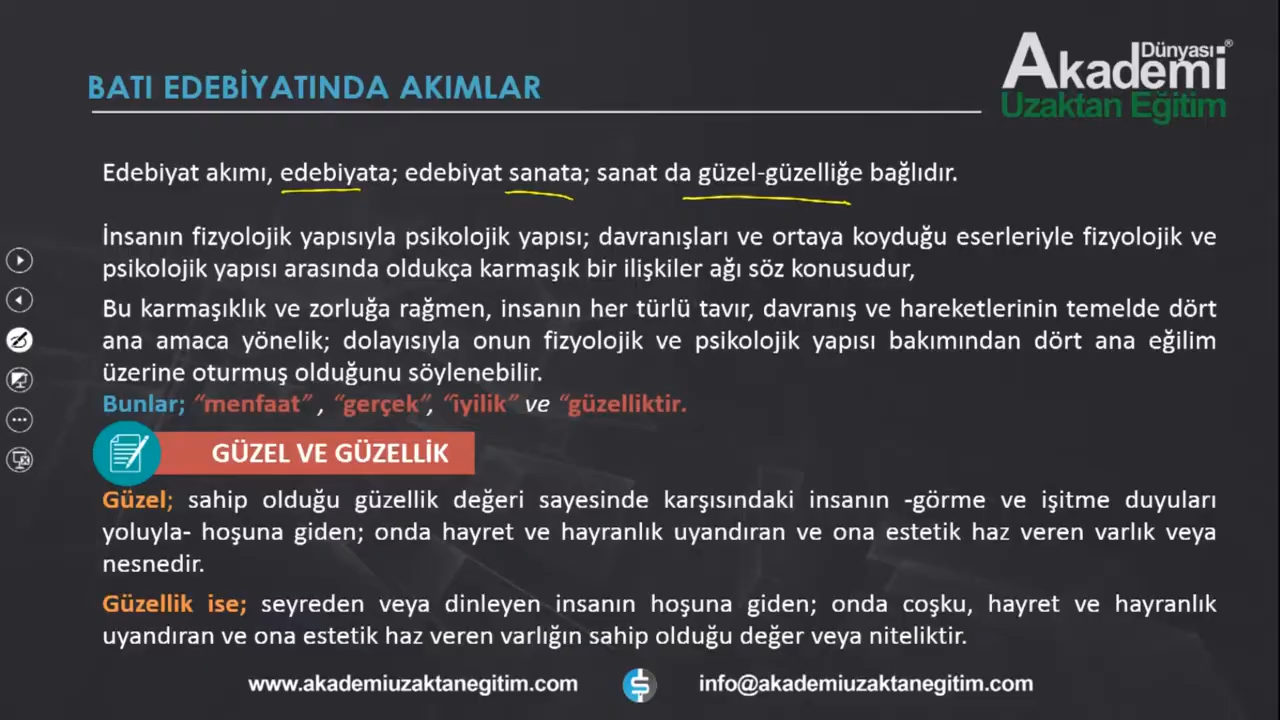 BATI EDEBİYATINDA AKIMLAR
Dünyası®
Akademi
Uzaktan Eğitim
Edebiyat akımı, edebiyata; edebiyat sanata; sanat da güzel-güzelliğe bağlıdır.
İnsanın fizyolojik yapısıyla psikolojik yapısı; davranışları ve ortaya koyduğu eserleriyle fizyolojik ve
psikolojik yapısı arasında oldukça karmaşık bir ilişkiler ağı söz konusudur,
Bu karmaşıklık ve zorluğa rağmen, insanın her türlü tavır, davranış ve hareketlerinin temelde dört
ana amaca yönelik; dolayısıyla onun fizyolojik ve psikolojik yapısı bakımından dört ana eğilim
üzerine oturmuş olduğunu söylenebilir.
Bunlar; “menfaat” , “gerçek”, “iyilik” ve “güzelliktir.
GÜZEL VE GÜZELLİK
Güzel; sahip olduğu güzellik değeri sayesinde karşısındaki insanın -görme ve işitme duyuları
yoluyla- hoşuna giden; onda hayret ve hayranlık uyandıran ve ona estetik haz veren varlık veya
nesnedir.
Güzellik ise; seyreden veya dinleyen insanın hoşuna giden; onda coşku, hayret ve hayranlık
uyandıran ve ona estetik haz veren varlığın sahip olduğu değer veya niteliktir.
www.akademiuzaktanegitim.com
info@akademiuzaktanegitim.com